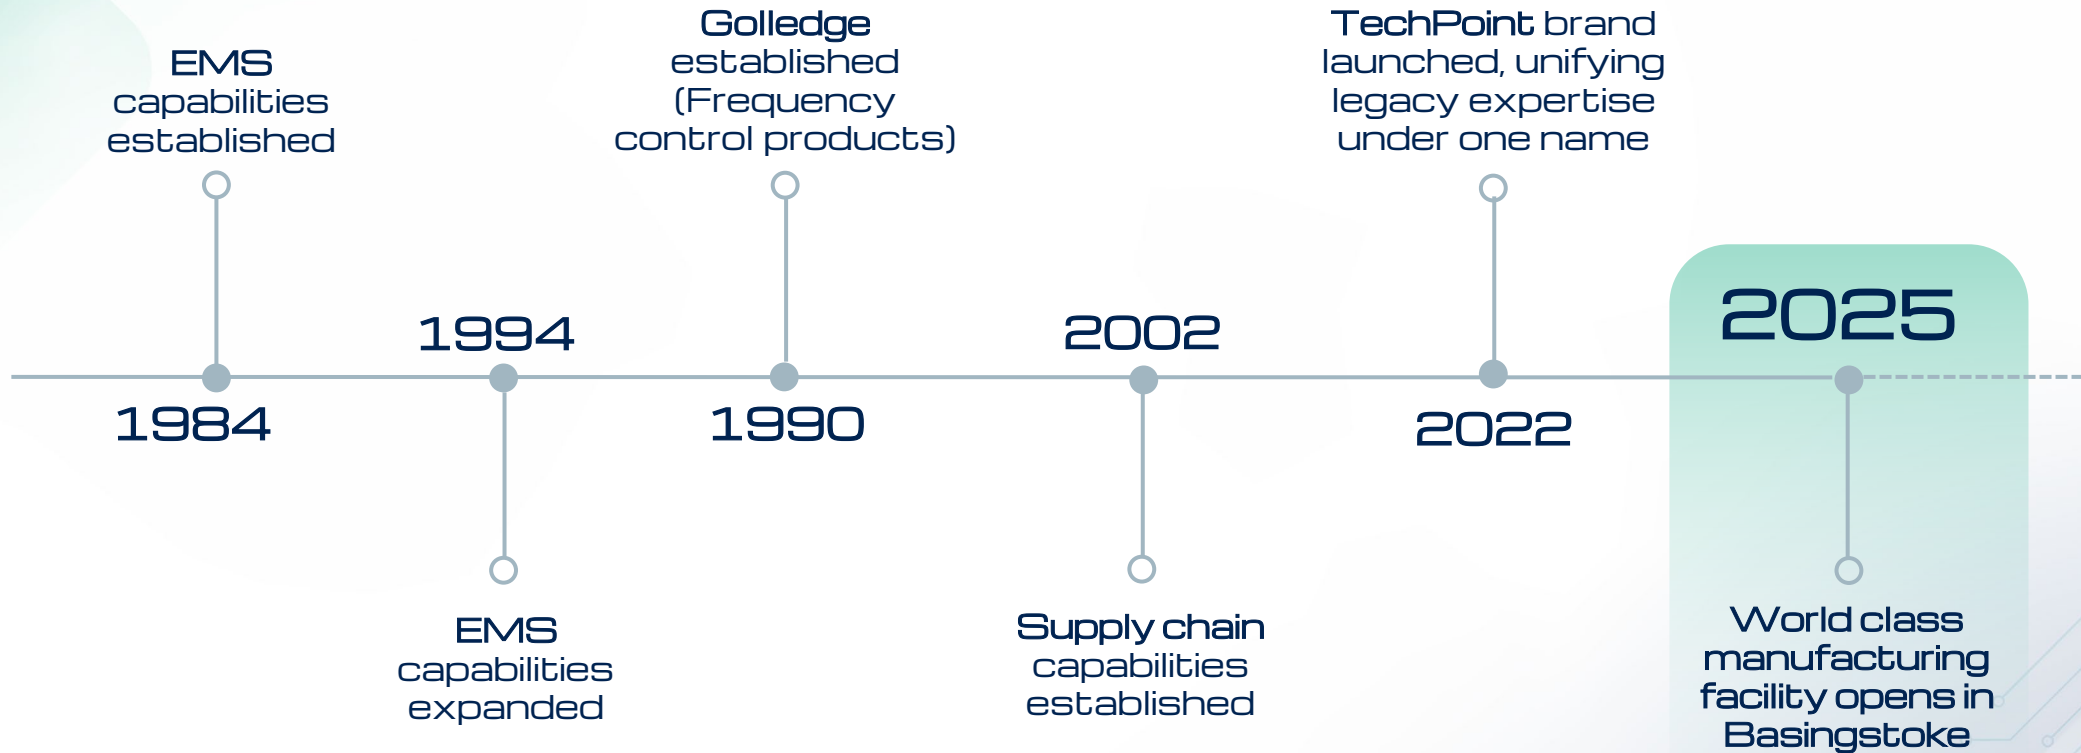 EMS
capabilities
established
1984
1994
EMS
capabilities
expanded
Golledge
established
(Frequency
control products)
1990
2002
Supply chain
capabilities
established
TechPoint brand
launched, unifying
legacy expertise
under one name
2022
2025
World class
manufacturing
facility opens in
Basingstoke